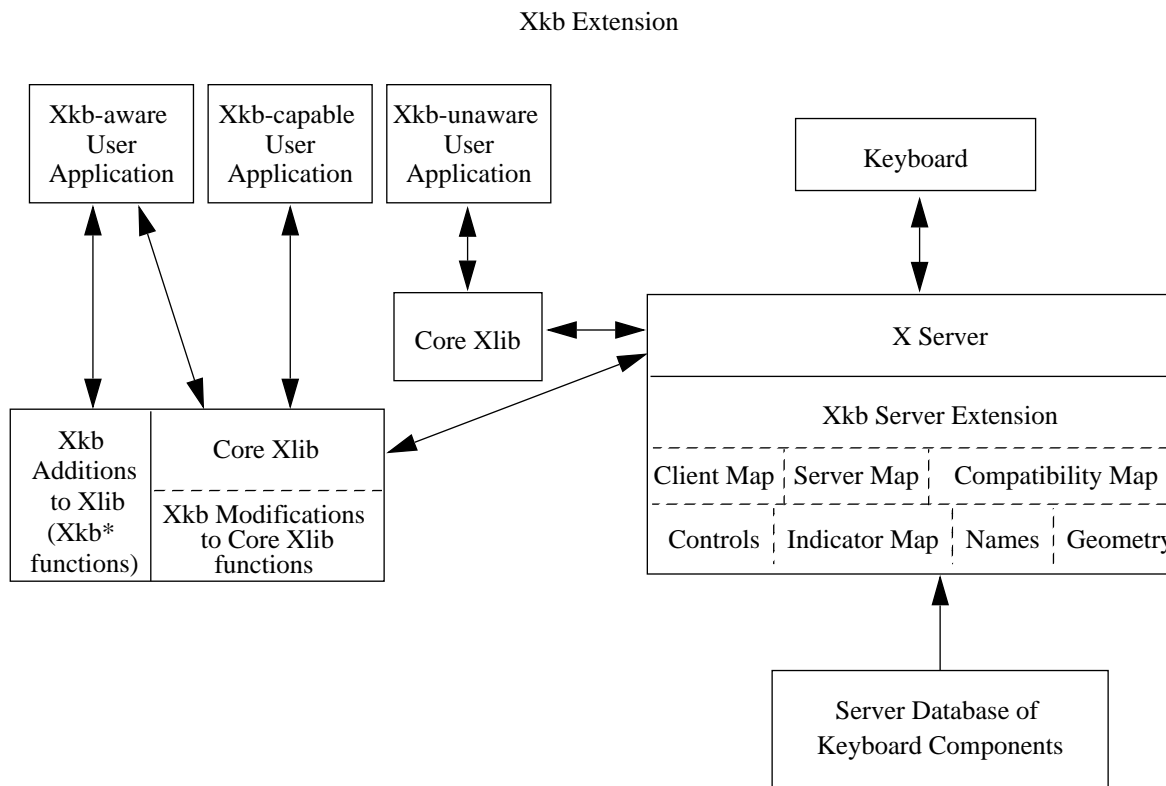 Xkb Extension
Xkb-aware
User
Application
Xkb-capable
User
Application
Xkb-unaware
User
Application
Keyboard
Core Xlib
X Server
Xkb Server Extension
Client Map
Server Map
Compatibility Map
Controls
Indicator Map
Names
Geometry
Xkb
Additions
to Xlib
(Xkb*
functions)
Core Xlib
Xkb Modifications
to Core Xlib
functions
Server Database of
Keyboard Components